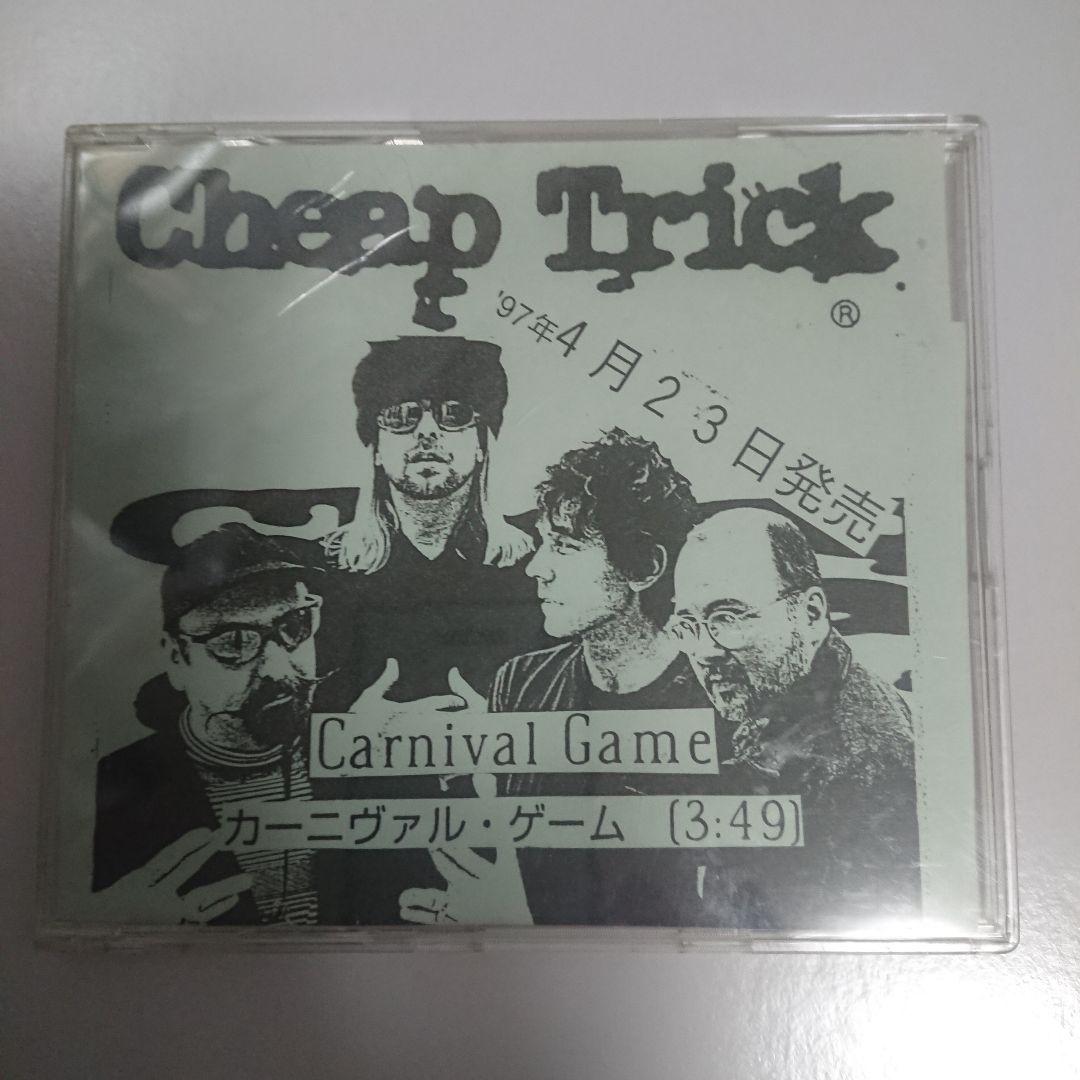 Cheap Trick
®
'97年4月23日発売
Carnival Game
カーニヴァル・ゲーム (3:49)